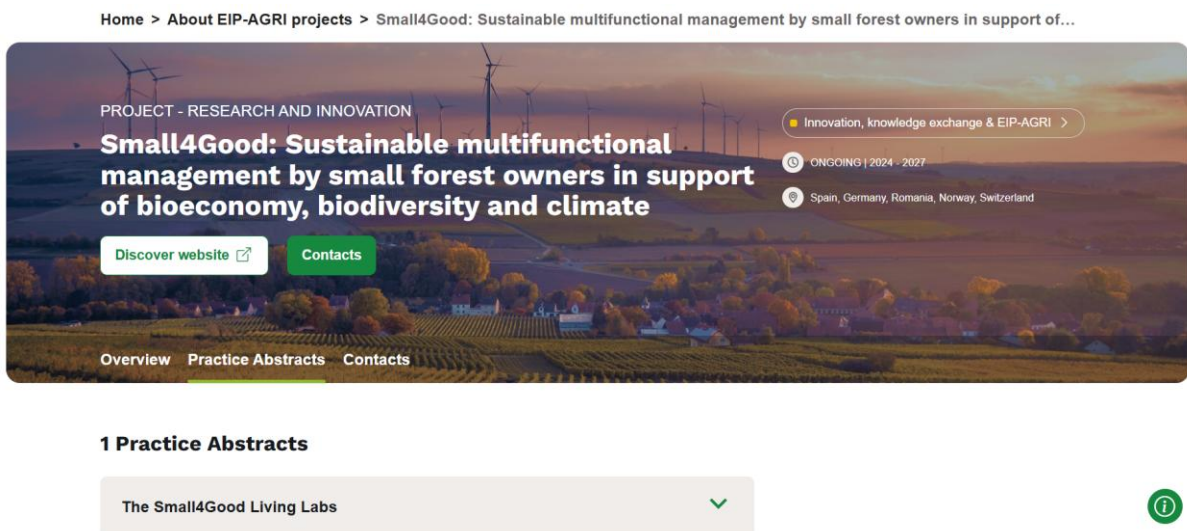 Home > About EIP-AGRI projects > Small4Good: Sustainable multifunctional management by small forest owners in support of...
PROJECT - RESEARCH AND INNOVATION
Small4Good: Sustainable multifunctional
management by small forest owners in support
of bioeconomy, biodiversity and climate
Innovation, knowledge exchange & EIP-AGRI >
ONGOING | 2024 - 2027
Spain, Germany, Romania, Norway, Switzerland
Discover website
Contacts
Overview Practice Abstracts Contacts
1 Practice Abstracts
The Small4Good Living Labs